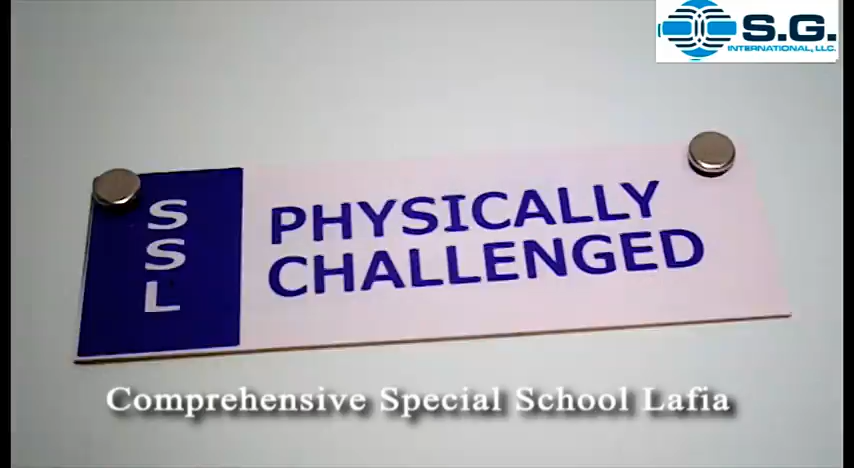 S.G.
INTERNATIONAL, LLC.
SSL
PHYSICALLY
CHALLENGED
Comprehensive Special School Lafia